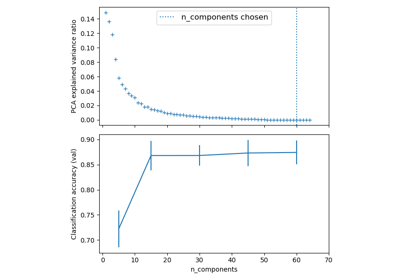 0.14
0.12
0.10
0.08
0.06
0.04
0.02
0.00
PCA explained variance ratio
n_components chosen
0.90
0.85
0.80
0.75
0.70
Classification accuracy (val)
0 10 20 30 40 50 60 70
n_components